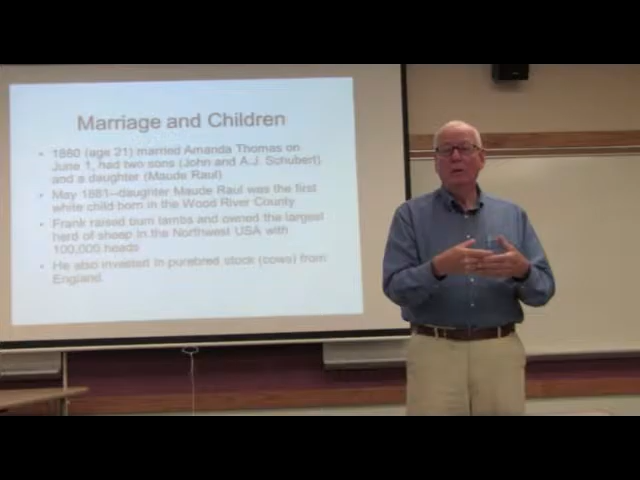 Marriage and Children
• 1880 (age 21) married Amanda Thomas on
June 1, had two sons (John and A.J. Schubert)
and a daughter (Maude Raul)
• May 1881--daughter Maude Raul was the first
white child born in the Wood River County
• Frank raised bum lambs and owned the largest
herd of sheep in the Northwest USA with
100,005 heads
• He also invested in purebred stock (cows) from
England.